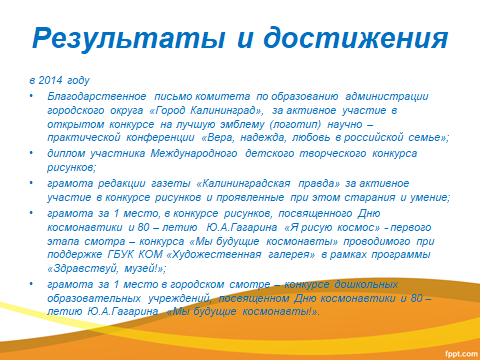 Результаты и достижения
в 2014 году
• Благодарственное письмо комитета по образованию администрации
городского округа «Город Калининград», за активное участие в
открытом конкурсе на лучшую эмблему (логотип) научно –
практической конференции «Вера, надежда, любовь в российской семье»;
• диплом участника Международного детского творческого конкурса
рисунков;
• грамота редакции газеты «Калининградская правда» за активное
участие в конкурсе рисунков и проявленные при этом старания и умение;
• грамота за 1 место, в конкурсе рисунков, посвященного Дню
космонавтики и 80 – летию Ю.А.Гагарина «Я рисую космос» - первого
этапа смотра – конкурса «Мы будущие космонавты» проводимого при
поддержке ГБУК КОМ «Художественная галерея» в рамках программы
«Здравствуй, музей!»;
• грамота за 1 место в городском смотре – конкурсе дошкольных
образовательных учреждений, посвященном Дню космонавтики и 80 –
летию Ю.А.Гагарина «Мы будущие космонавты!».
fppt.com